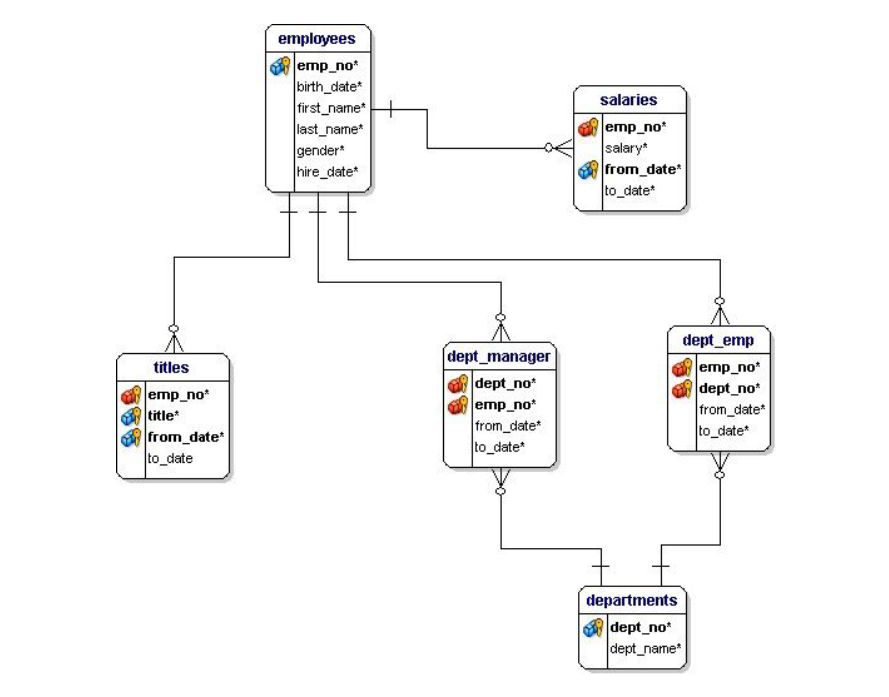 employees
emp_no*
birth_date*
first_name*
last_name*
gender*
hire_date*
salaries
emp_no*
salary*
from_date*
to_date*
titles
emp_no*
title*
from_date*
to_date
dept_manager
dept_no*
emp_no*
from_date*
to_date*
dept_emp
emp_no*
dept_no*
from_date*
to_date*
departments
dept_no*
dept_name*